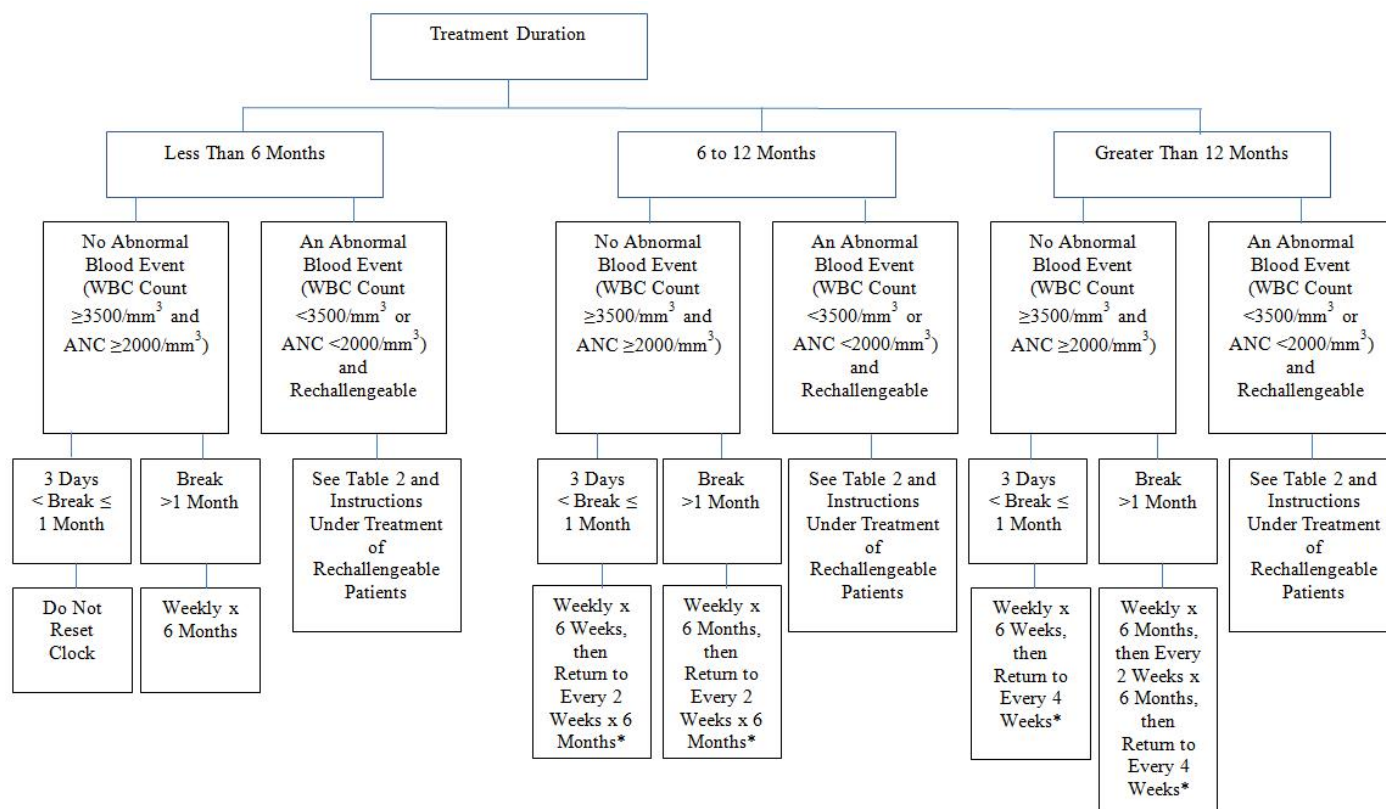 Treatment Duration
Less Than 6 Months
6 to 12 Months
Greater Than 12 Months
No Abnormal
Blood Event
(WBC Count
≥3500/mm³ and
ANC ≥2000/mm³)
An Abnormal
Blood Event
(WBC Count
<3500/mm³ or
ANC <2000/mm³)
and
Rechallengeable
No Abnormal
Blood Event
(WBC Count
≥3500/mm³ and
ANC ≥2000/mm³)
An Abnormal
Blood Event
(WBC Count
<3500/mm³ or
ANC <2000/mm³)
and
Rechallengeable
No Abnormal
Blood Event
(WBC Count
≥3500/mm³ and
ANC ≥2000/mm³)
An Abnormal
Blood Event
(WBC Count
<3500/mm³ or
ANC <2000/mm³)
and
Rechallengeable
3 Days
< Break ≤
1 Month
Break
>1 Month
See Table 2 and
Instructions
Under Treatment
of
Rechallengeable
Patients
3 Days
< Break ≤
1 Month
Break
>1 Month
See Table 2 and
Instructions
Under Treatment
of
Rechallengeable
Patients
3 Days
< Break ≤
1 Month
Break
>1 Month
See Table 2 and
Instructions
Under Treatment
of
Rechallengeable
Patients
Do Not
Reset
Clock
Weekly x
6 Months
Weekly x
6 Weeks,
then
Return to
Every 2
Weeks x 6
Months*
Weekly x
6 Months,
then
Return to
Every 2
Weeks x 6
Months*
Weekly x
6 Weeks,
then
Return to
Every 4
Weeks*
Weekly x
6 Months,
then Every
2 Weeks x
6 Months,
then
Return to
Every 4
Weeks*